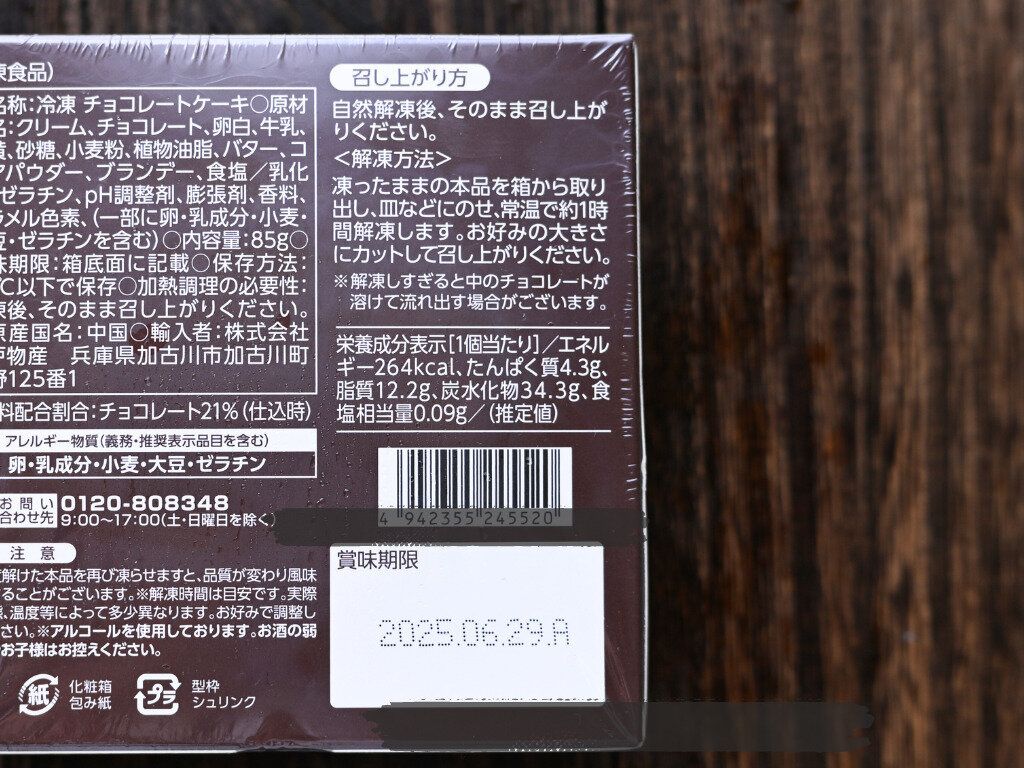 凍食品)
名称:冷凍 チョコレートケーキ○原材
名:クリーム、チョコレート、卵白、牛乳、
黄、砂糖、小麦粉、植物油脂、バター、コ
アパウダー、ブランデー、食塩/乳化
ゼラチン、pH調整剤、膨張剤、香料、
ラメル色素、(一部に卵・乳成分・小麦・
豆・ゼラチンを含む)○内容量:85g○
味期限:箱底面に記載○保存方法:
℃以下で保存○加熱調理の必要性:
凍後、そのまま召し上がりください。
原産国名:中国○輸入者:株式会社
戸物産 兵庫県加古川市加古川町
野125番1
料配合割合:チョコレート21%(仕込時)
アレルギー物質(義務・推奨表示品目を含む)
卵・乳成分・小麦・大豆・ゼラチン
お問い合わせ先 0120-808348
9:00~17:00(土・日曜日を除く)
注意
度解けた本品を再び凍らせますと、品質が変わり風味
ることがございます。※解凍時間は目安です。実際
、温度等によって多少異なります。お好みで調整し
さい。※アルコールを使用しております。お酒の弱
お子様はお控えください。
紙 化粧箱
包み紙
プラ 型枠
シュリンク
召し上がり方
自然解凍後、そのまま召し上が
りください。
<解凍方法>
凍ったままの本品を箱から取り
出し、皿などにのせ、常温で約1時
間解凍します。お好みの大きさ
にカットして召し上がりください。
※解凍しすぎると中のチョコレートが
溶けて流れ出す場合がございます。
栄養成分表示[1個当たり]/エネル
ギー264kcal、たんぱく質4.3g、
脂質12.2g、炭水化物34.3g、食
塩相当量0.09g/(推定値)
4 942355 245520
賞味期限
2025.06.29.A